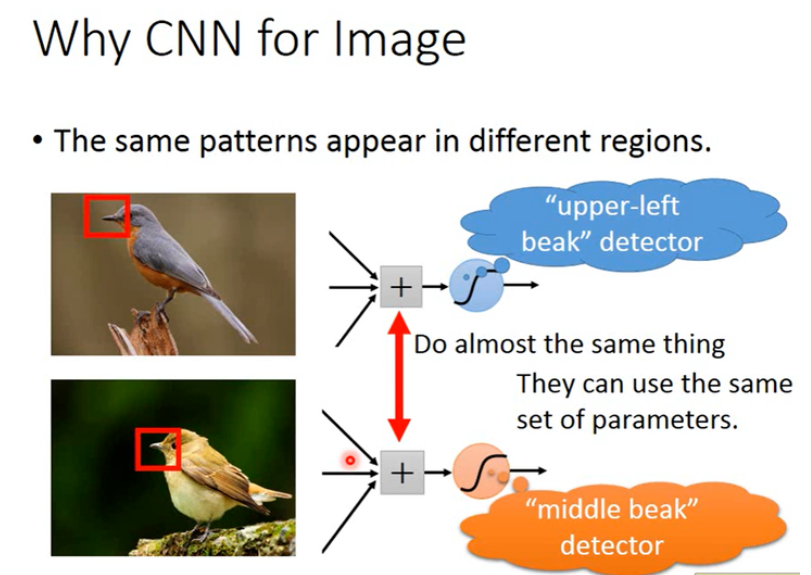 Why CNN for Image
• The same patterns appear in different regions.
“upper-left
beak” detector
+
Do almost the same thing
They can use the same
set of parameters.
+
“middle beak”
detector